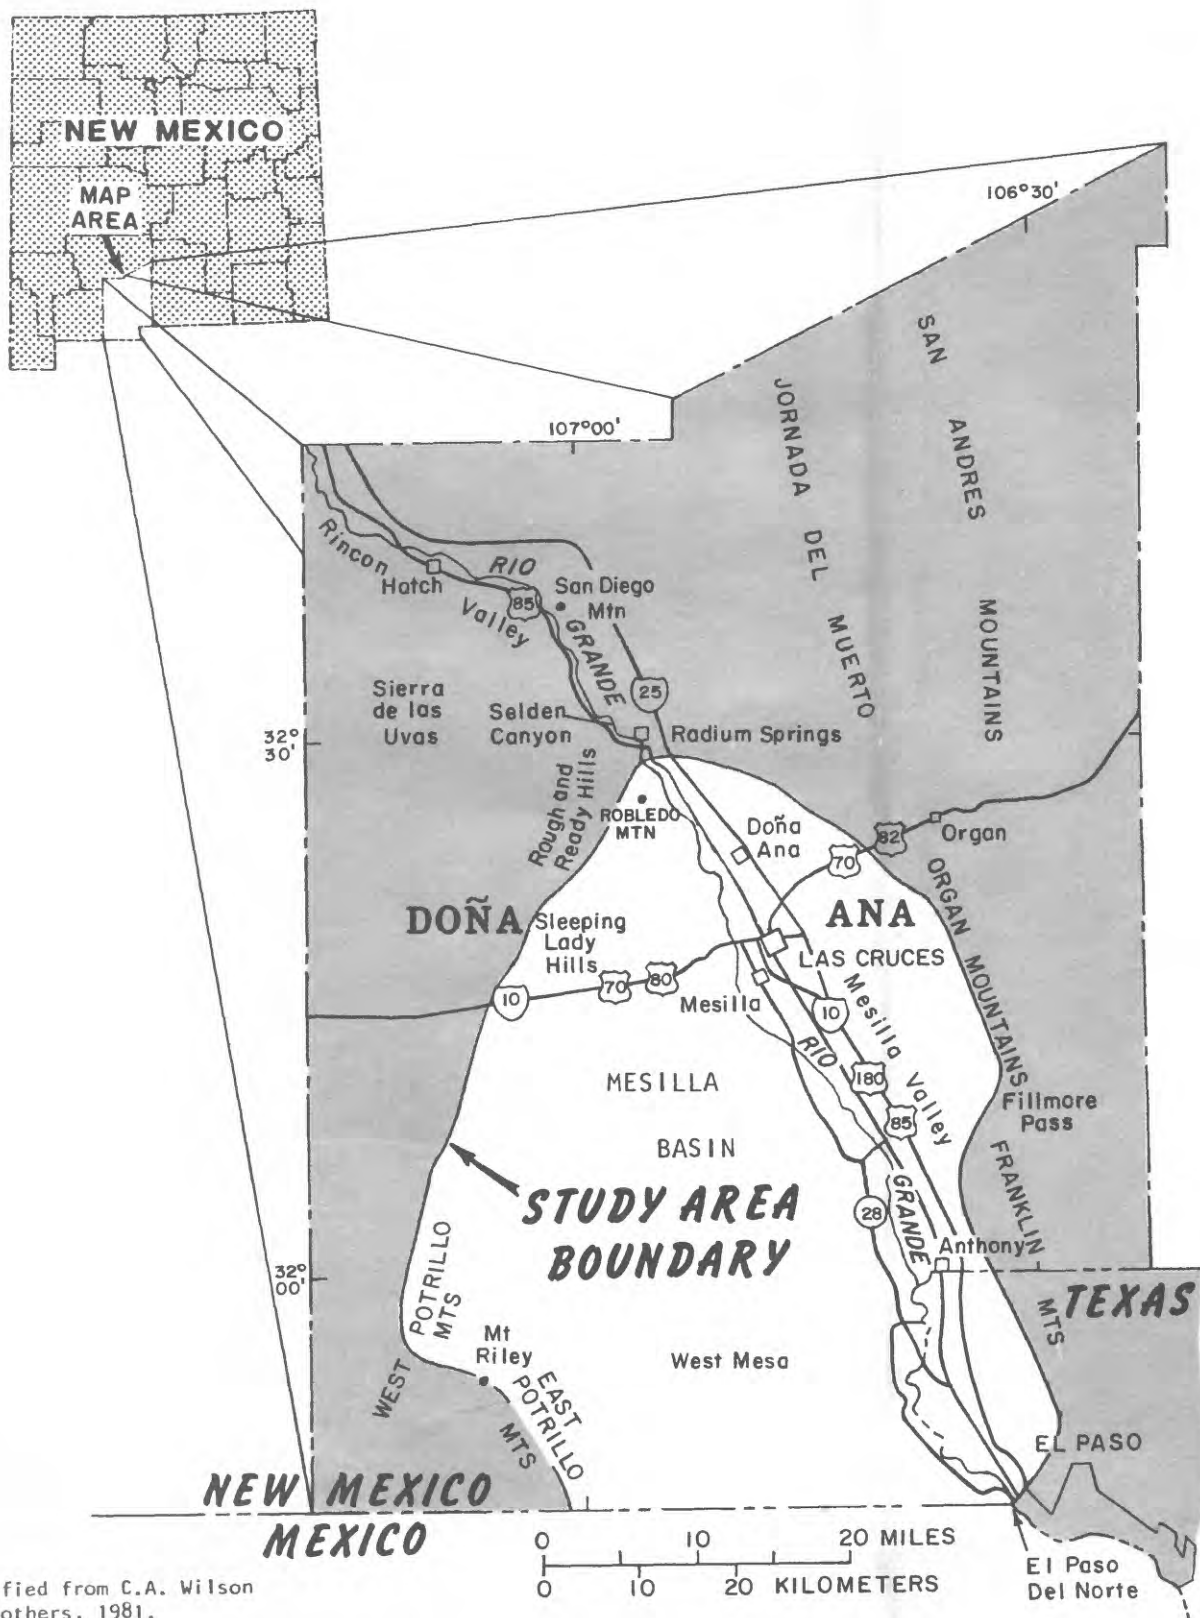 NEW MEXICO
MAP
AREA
106°30'
SAN ANDRES MOUNTAINS
JORNADA DEL MUERTO
107°00'
Rincon Valley
Hatch
RIO GRANDE
85
San Diego
Mtn
25
Sierra
de las
Uvas
Selden
Canyon
Radium Springs
32°
30'
Rough and
Ready Hills
ROBLEDO
MTN
Doña
Ana
82
70
Organ
ORGAN MOUNTAINS
DOÑA ANA
Sleeping
Lady
Hills
LAS CRUCES
10
70
80
Mesilla
10
Mesilla Valley
RIO GRANDE
MESILLA
BASIN
180
85
Fillmore
Pass
FRANKLIN MTS
STUDY AREA
BOUNDARY
28
Anthony
32°
00'
TEXAS
WEST POTRILLO MTS
Mt
Riley
EAST POTRILLO MTS
West Mesa
EL PASO
NEW MEXICO
MEXICO
0 10 20 MILES
0 10 20 KILOMETERS
El Paso
Del Norte
fied from C.A. Wilson
others, 1981.